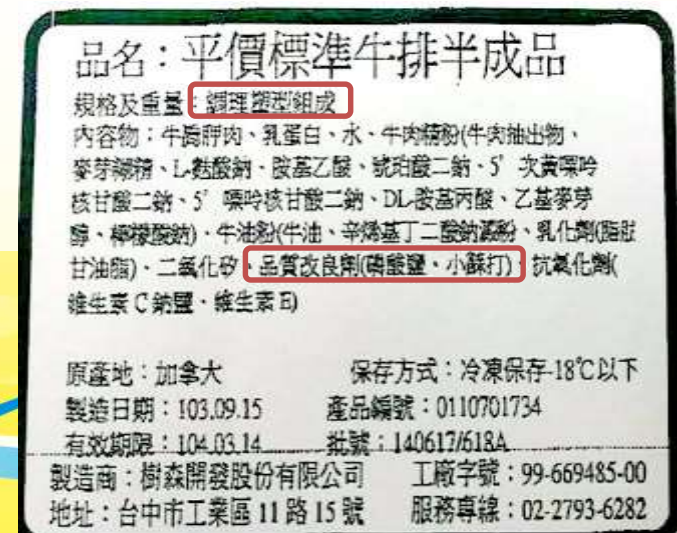 品名：平價標準牛排半成品
規格及重量：調理塑型組成
內容物：牛肩胛肉、乳蛋白、水、牛肉精粉(牛肉抽出物、
麥芽糊精、L-麩酸鈉、胺基乙酸、琥珀酸二鈉、5’次黃嘌呤
核甘酸二鈉、5’嘌呤核甘酸二鈉、DL-胺基丙酸、乙基麥芽
醇、檸檬酸鈉)、牛油粉(牛油、辛烯基丁二酸鈉澱粉、乳化劑(脂肪
甘油脂)、二氧化矽、品質改良劑(磷酸鹽、小蘇打)、抗氧化劑(
維生素C鈉鹽、維生素E)
原產地：加拿大 保存方式：冷凍保存-18℃以下
製造日期：103.09.15 產品編號：0110701734
有效期限：104.03.14 批號：140617/618A
製造商：樹森開發股份有限公司 工廠字號：99-669485-00
地址：台中市工業區11路15號 服務專線：02-2793-6282